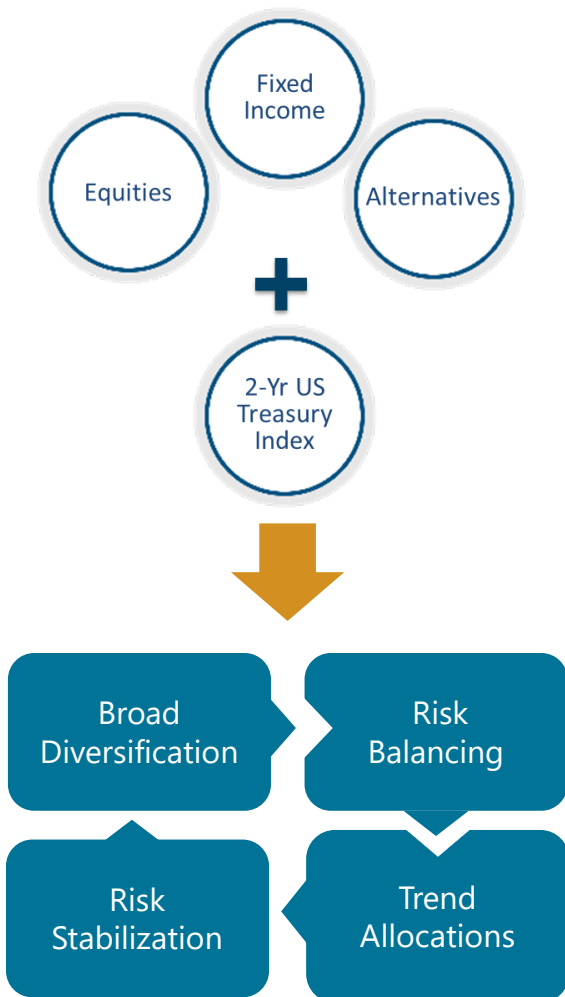 Fixed
Income
Equities
Alternatives
2-Yr US
Treasury
Index
Broad
Diversification
Risk
Balancing
Risk
Stabilization
Trend
Allocations